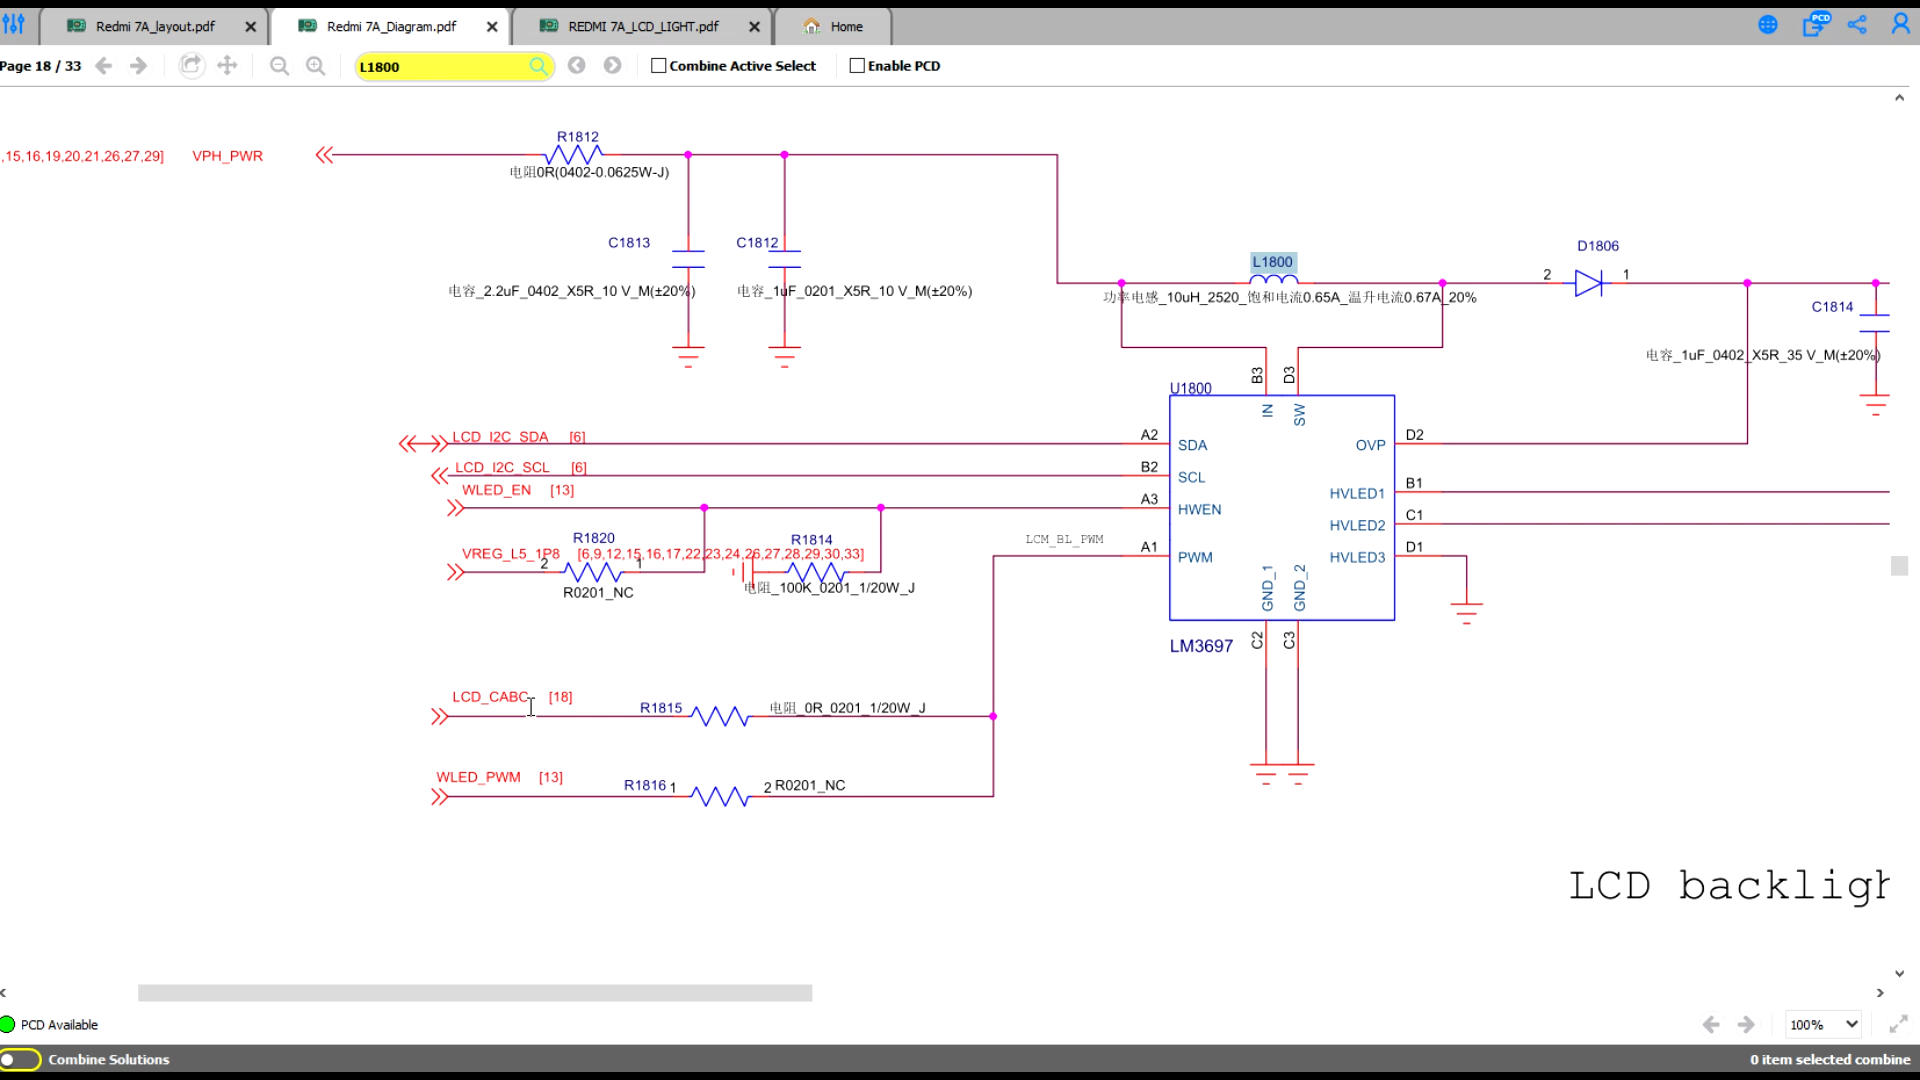 Redmi 7A_layout.pdf
Redmi 7A_Diagram.pdf
REDMI 7A_LCD_LIGHT.pdf
Home
PCD
Page 18 / 33
L1800
Combine Active Select
Enable PCD
,15,16,19,20,21,26,27,29]
VPH_PWR
R1812
电阻0R(0402-0.0625W-J)
C1813
C1812
电容_2.2uF_0402_X5R_10 V_M(±20%)
电容_1uF_0201_X5R_10 V_M(±20%)
L1800
功率电感_10uH_2520_饱和电流0.65A_温升电流0.67A_20%
D1806
2
1
C1814
电容_1uF_0402_X5R_35 V_M(±20%)
B3
D3
U1800
IN
SW
LCD_I2C_SDA [6]
A2
SDA
OVP
D2
LCD_I2C_SCL [6]
B2
SCL
WLED_EN [13]
A3
HWEN
HVLED1
B1
HVLED2
C1
R1820
R1814
LCM_BL_PWM
A1
PWM
HVLED3
D1
VREG_L5_1P8 [6,9,12,15,16,17,22,23,24,26,27,28,29,30,33]
2
1
R0201_NC
电阻_100K_0201_1/20W_J
GND_1
GND_2
LM3697
C2
C3
LCD_CABC [18]
R1815
电阻_0R_0201_1/20W_J
WLED_PWM [13]
R1816 1
2 R0201_NC
LCD backligh
PCD Available
100%
Combine Solutions
0 item selected combine